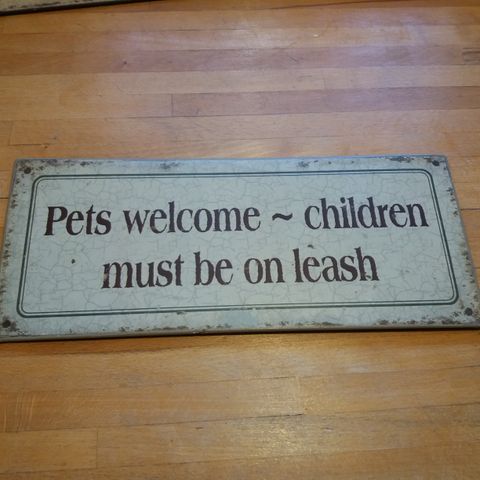 Pets welcome ~ children
must be on leash